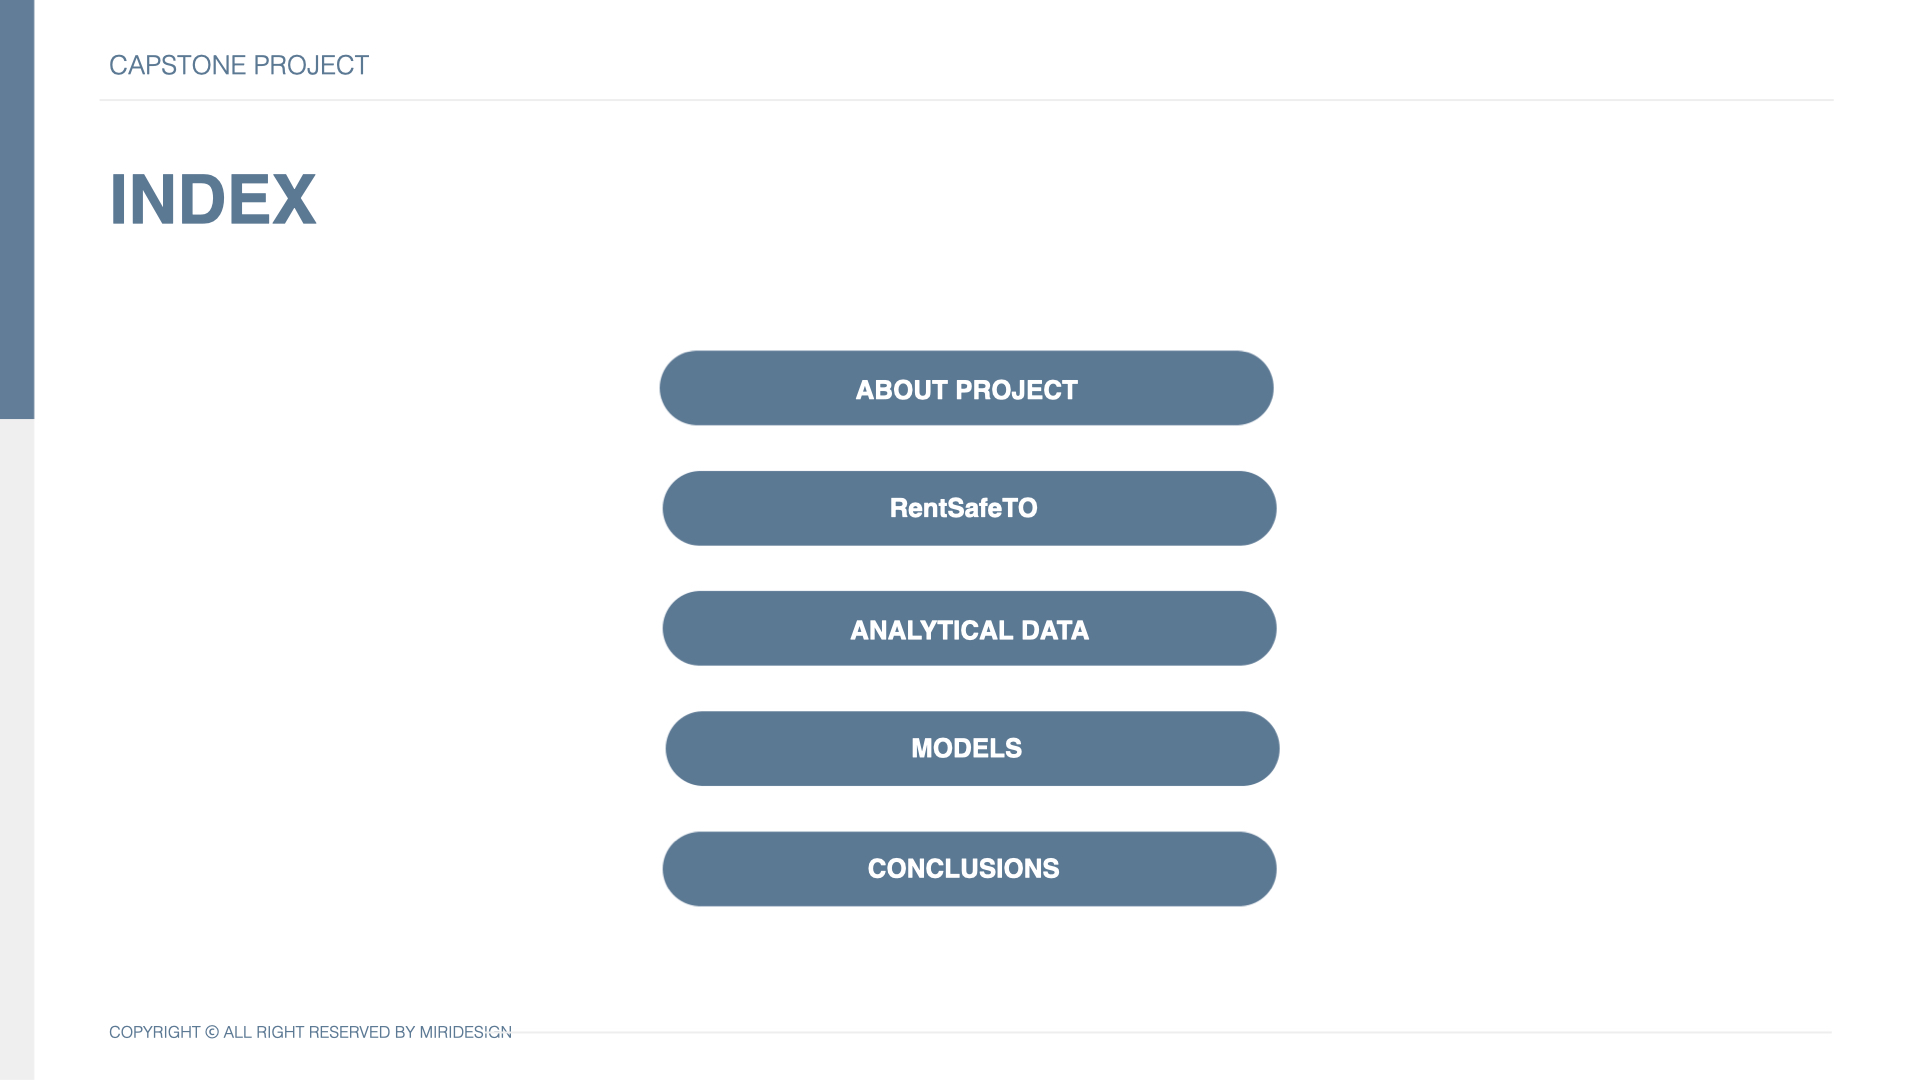 CAPSTONE PROJECT
INDEX
ABOUT PROJECT
RentSafeTO
ANALYTICAL DATA
MODELS
CONCLUSIONS
COPYRIGHT © ALL RIGHT RESERVED BY MIRIDESIGN